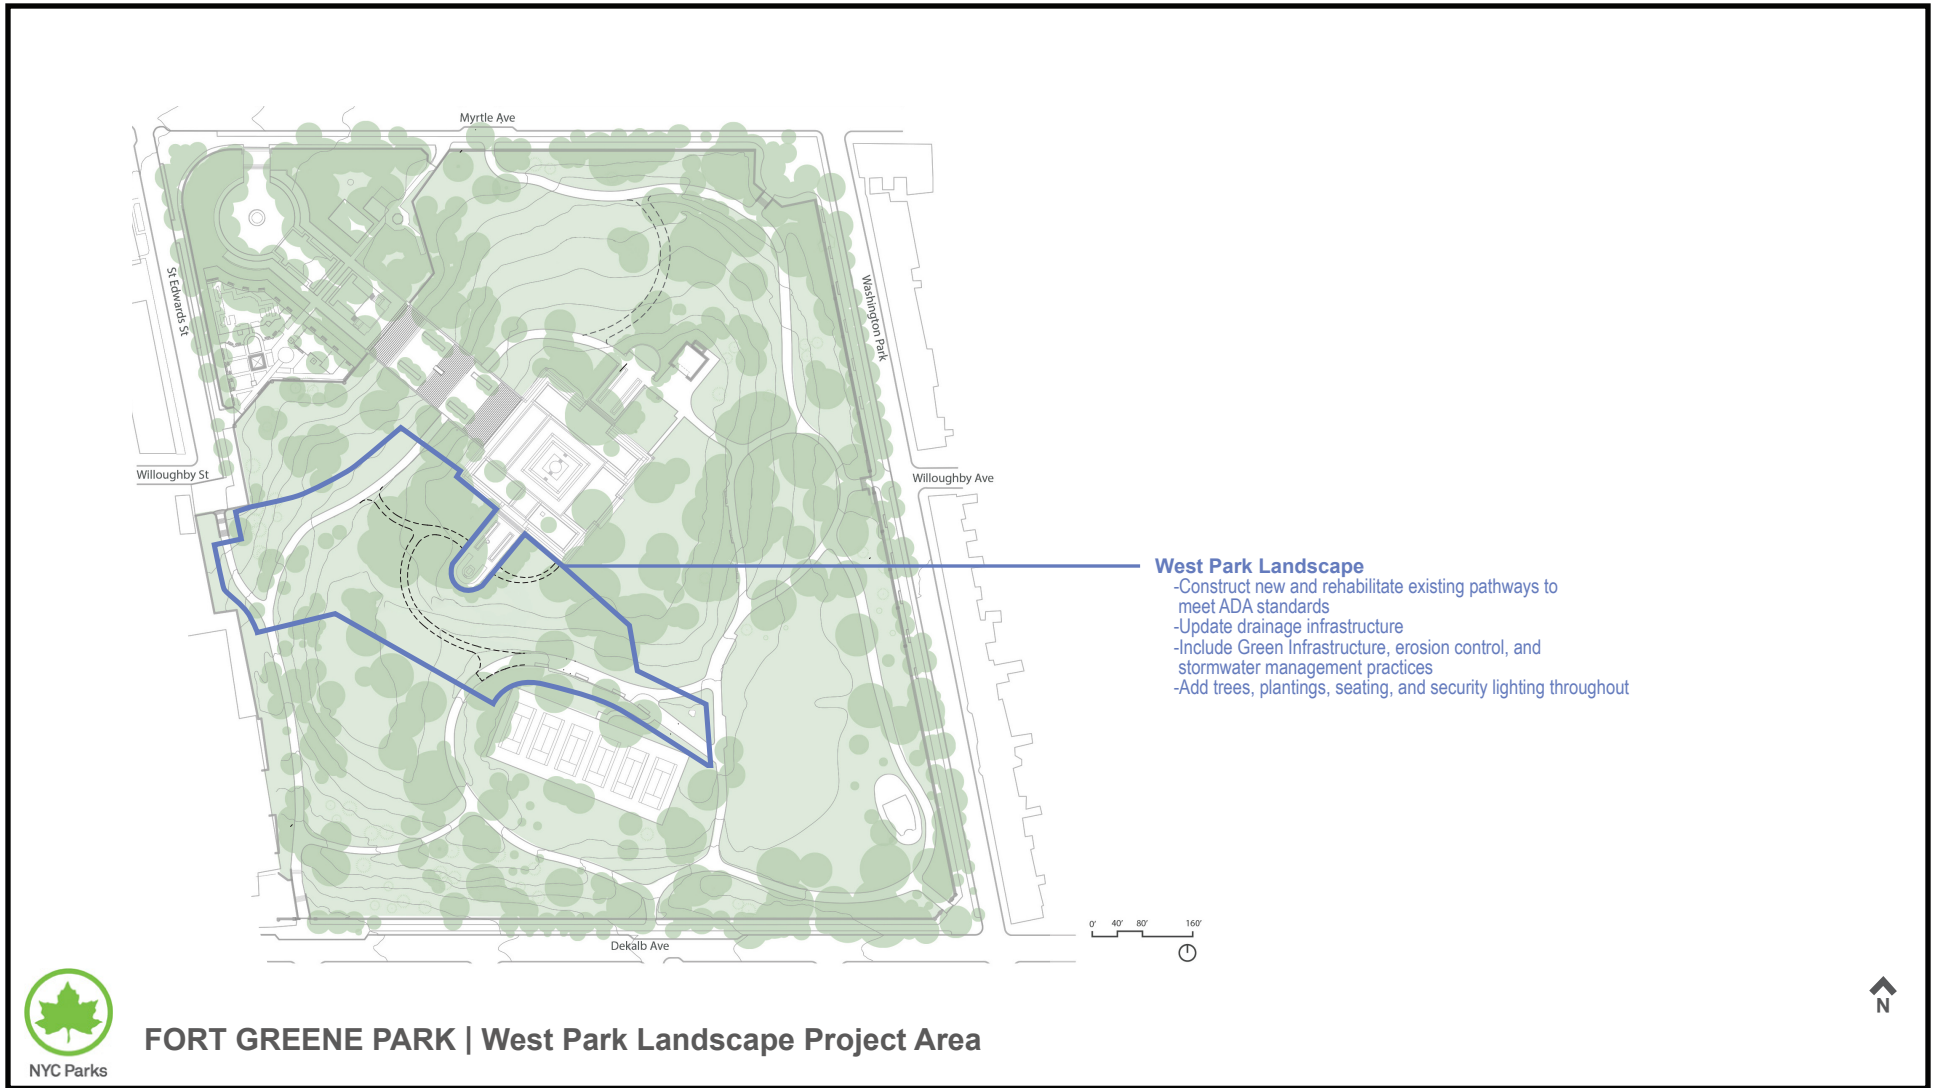 Myrtle Ave
St Edwards St
Washington Park
Willoughby St
Willoughby Ave
West Park Landscape
-Construct new and rehabilitate existing pathways to
meet ADA standards
-Update drainage infrastructure
-Include Green Infrastructure, erosion control, and
stormwater management practices
-Add trees, plantings, seating, and security lighting throughout
0' 40' 80' 160'
Dekalb Ave
N
FORT GREENE PARK | West Park Landscape Project Area
NYC Parks